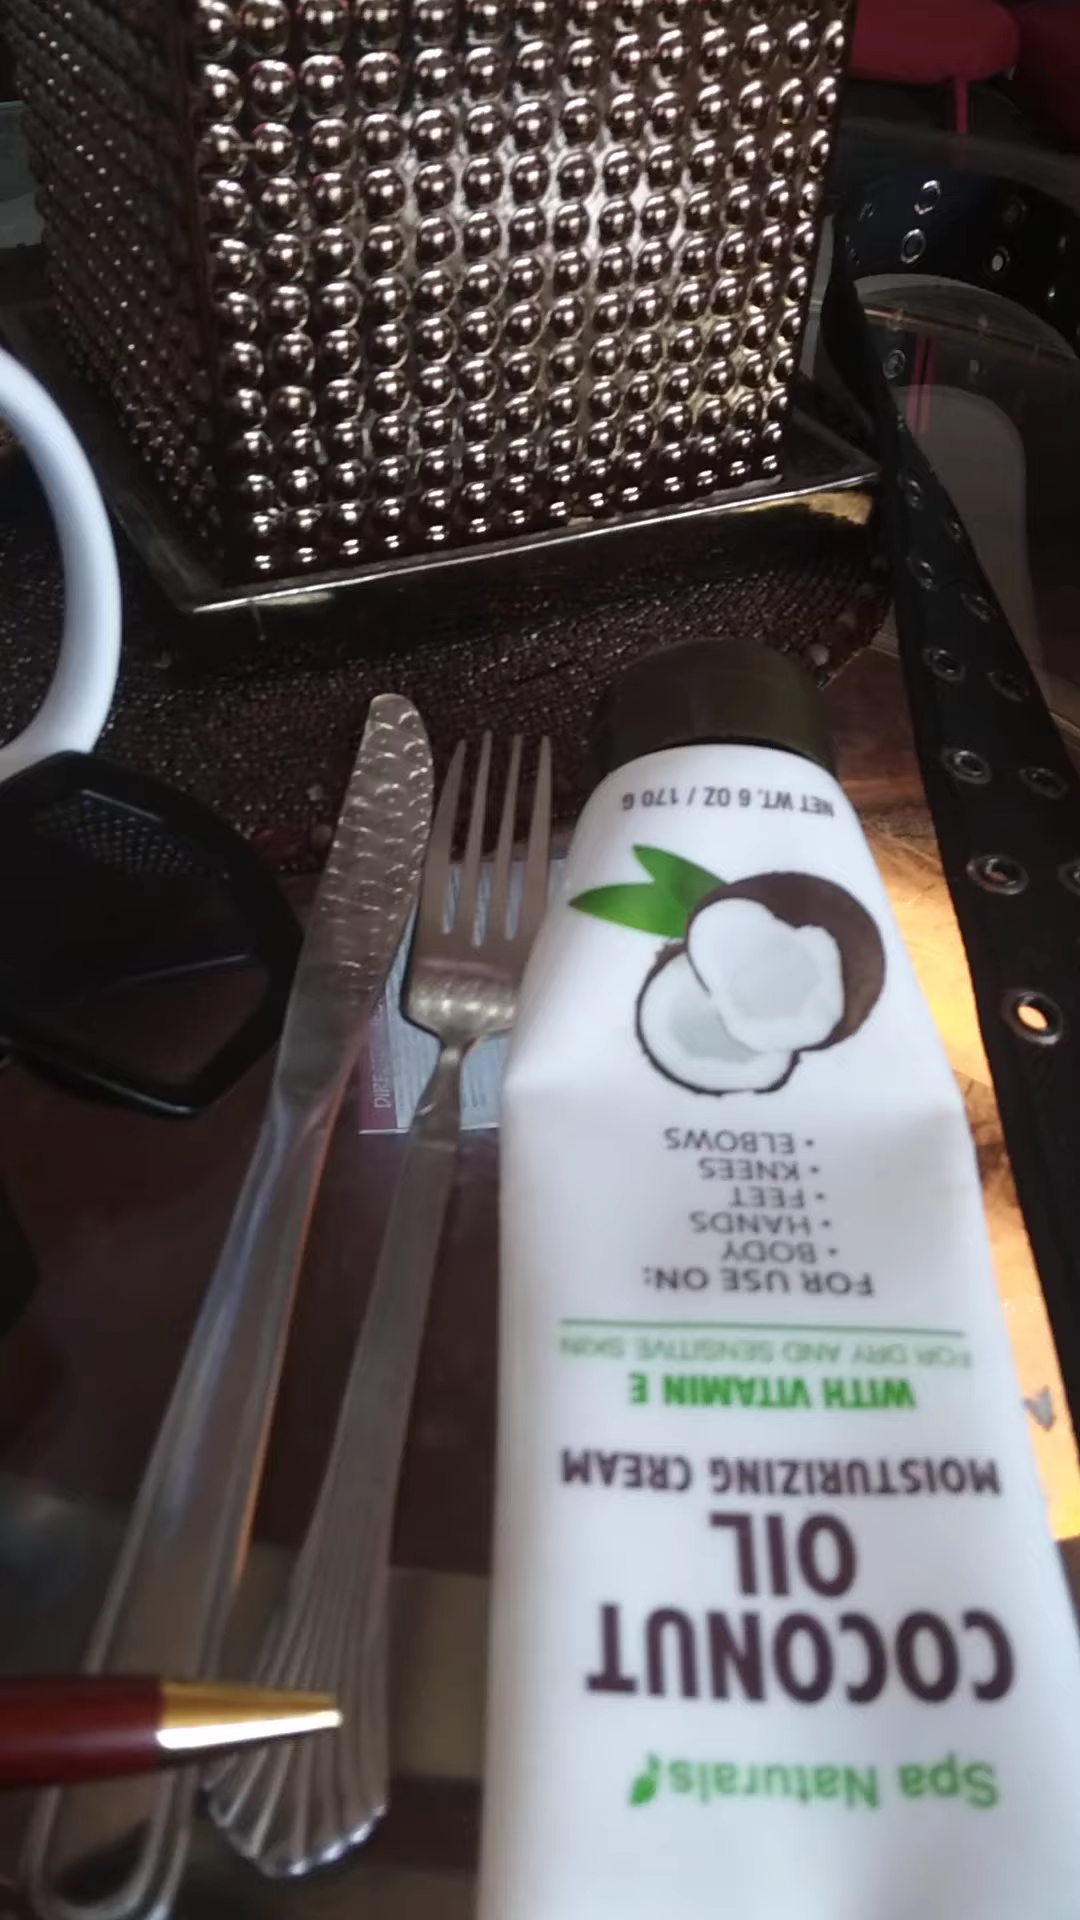 Spa Naturals
COCONUT
OIL
MOISTURIZING CREAM
WITH VITAMIN E
FOR DRY AND SENSITIVE SKIN
FOR USE ON:
• BODY
• HANDS
• FEET
• KNEES
• ELBOWS
NET WT. 6 OZ / 170 G